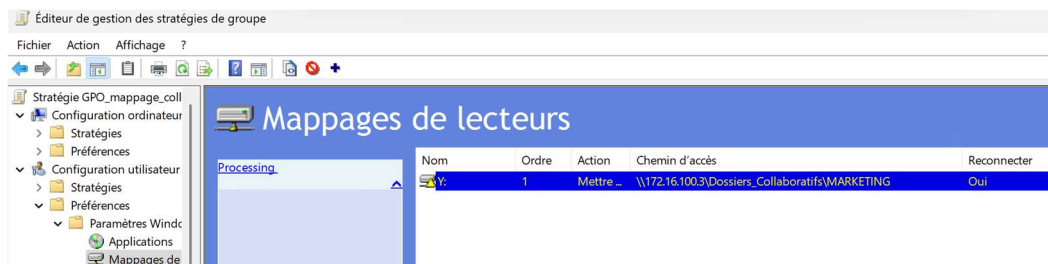 Éditeur de gestion des stratégies de groupe
Fichier Action Affichage ?
Stratégie GPO_mappage_coll
Configuration ordinateur
Stratégies
Préférences
Configuration utilisateur
Stratégies
Préférences
Paramètres Windo
Applications
Mappages de
Mappages de lecteurs
Processing
Nom Ordre Action Chemin d'accès Reconnecter
Y: 1 Mettre ... \\172.16.100.3\Dossiers_Collaboratifs\MARKETING Oui